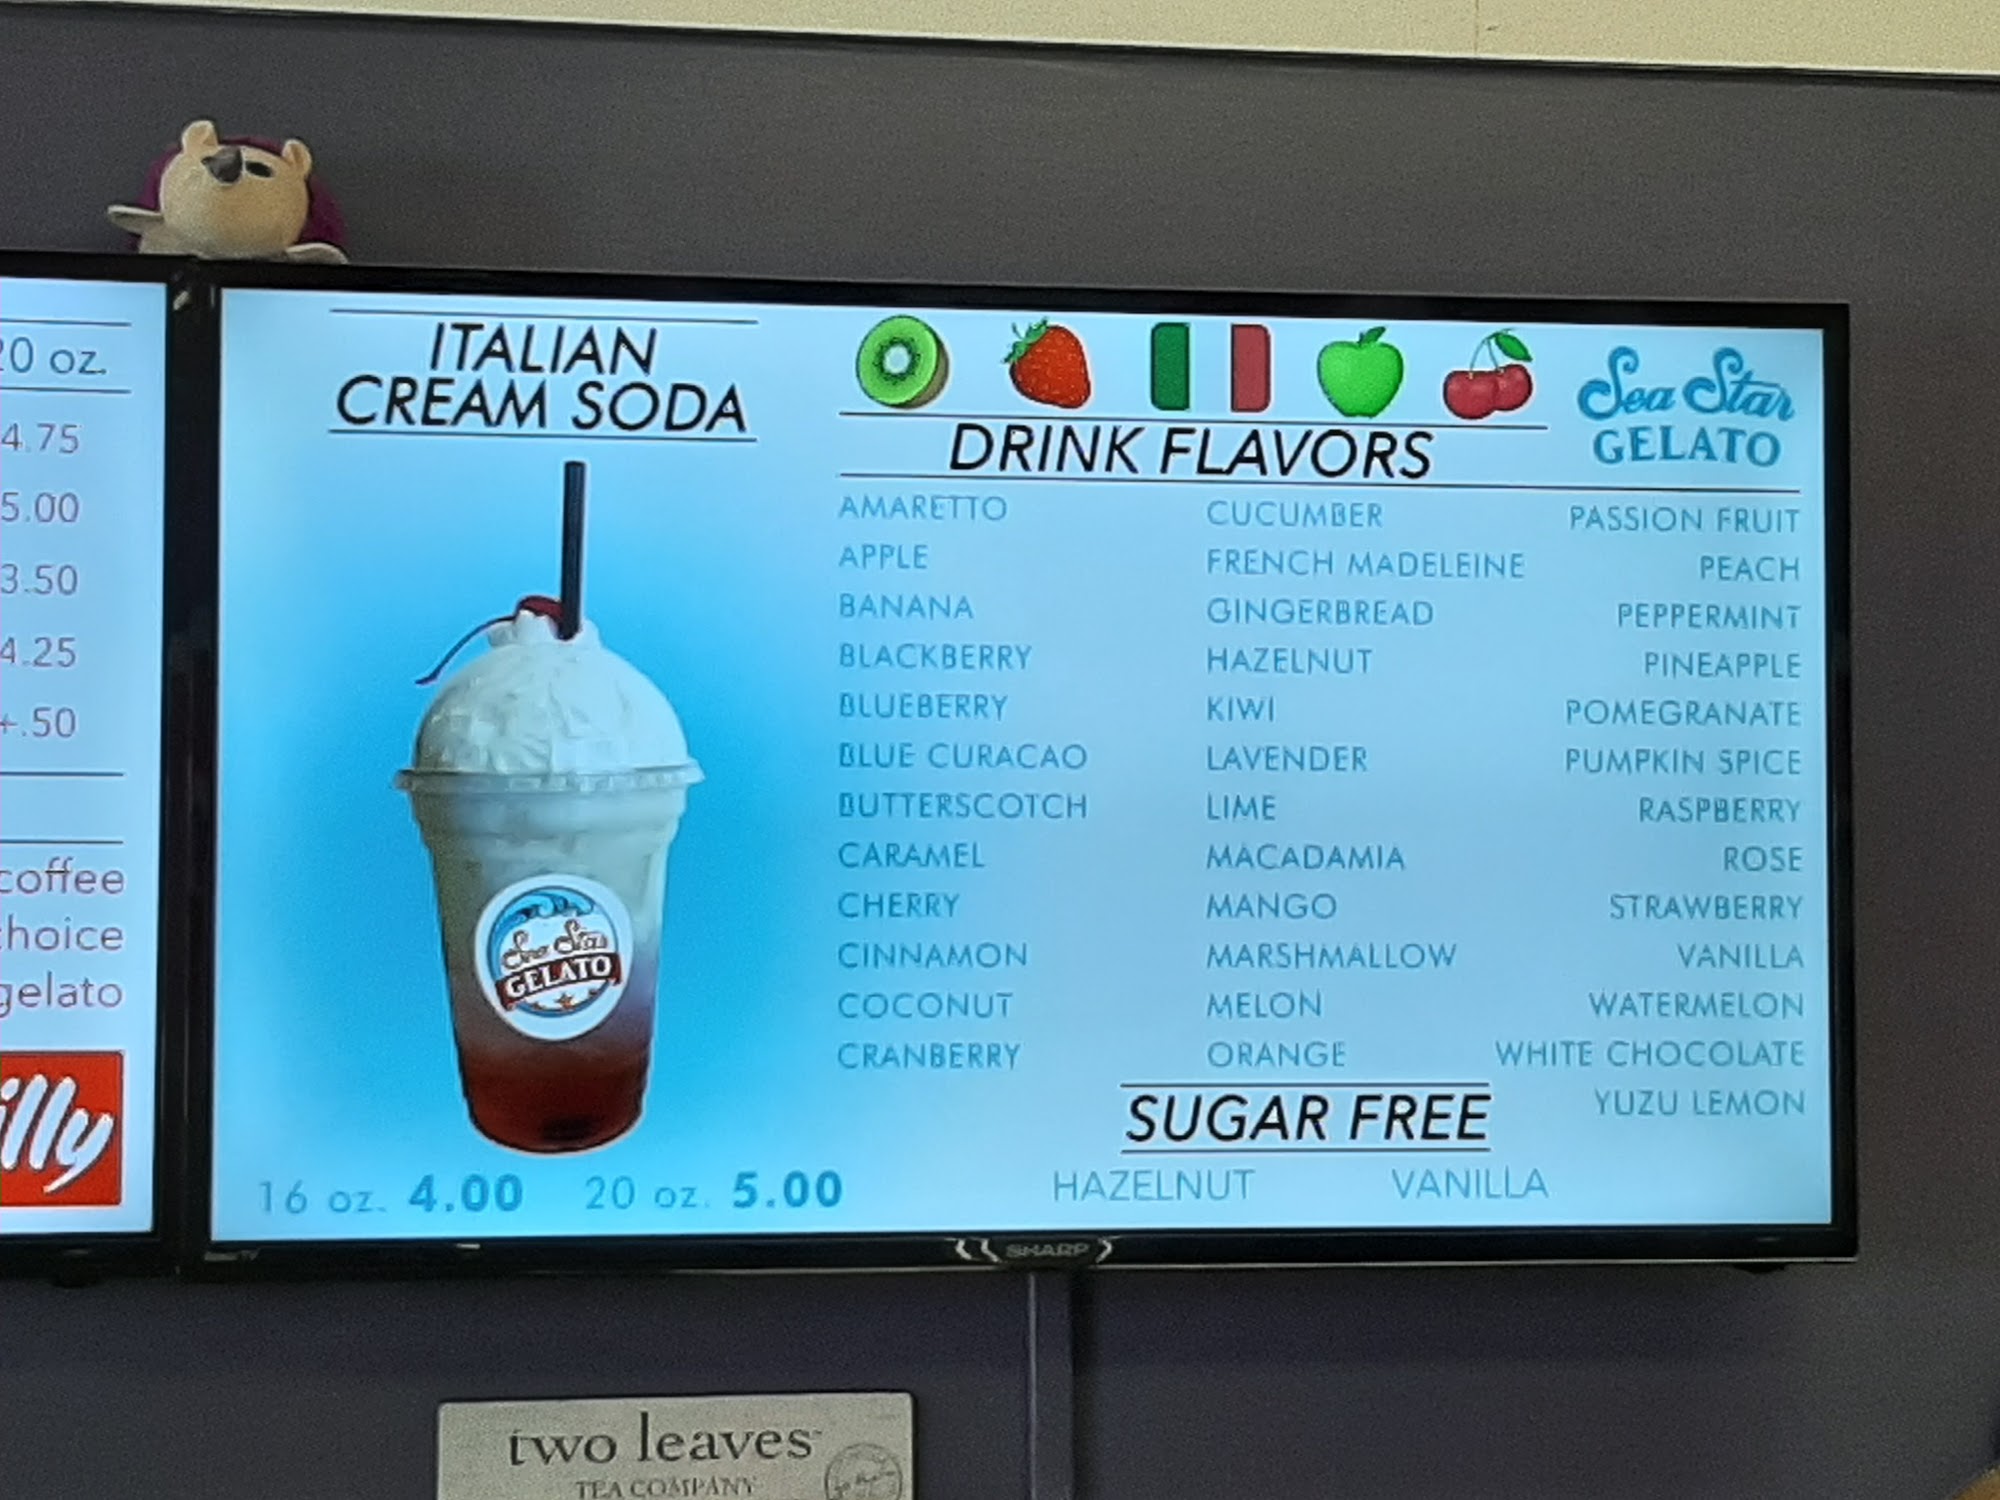 20 oz.
4.75
5.00
3.50
4.25
+.50
coffee
choice
gelato
illy
ITALIAN
CREAM SODA
Sea Star
GELATO
16 oz. 4.00 20 oz. 5.00
DRINK FLAVORS
Sea Star
GELATO
AMARETTO
APPLE
BANANA
BLACKBERRY
BLUEBERRY
BLUE CURACAO
BUTTERSCOTCH
CARAMEL
CHERRY
CINNAMON
COCONUT
CRANBERRY
CUCUMBER
FRENCH MADELEINE
GINGERBREAD
HAZELNUT
KIWI
LAVENDER
LIME
MACADAMIA
MANGO
MARSHMALLOW
MELON
ORANGE
PASSION FRUIT
PEACH
PEPPERMINT
PINEAPPLE
POMEGRANATE
PUMPKIN SPICE
RASPBERRY
ROSE
STRAWBERRY
VANILLA
WATERMELON
WHITE CHOCOLATE
YUZU LEMON
SUGAR FREE
HAZELNUT VANILLA
SHARP
two leaves
TEA COMPANY